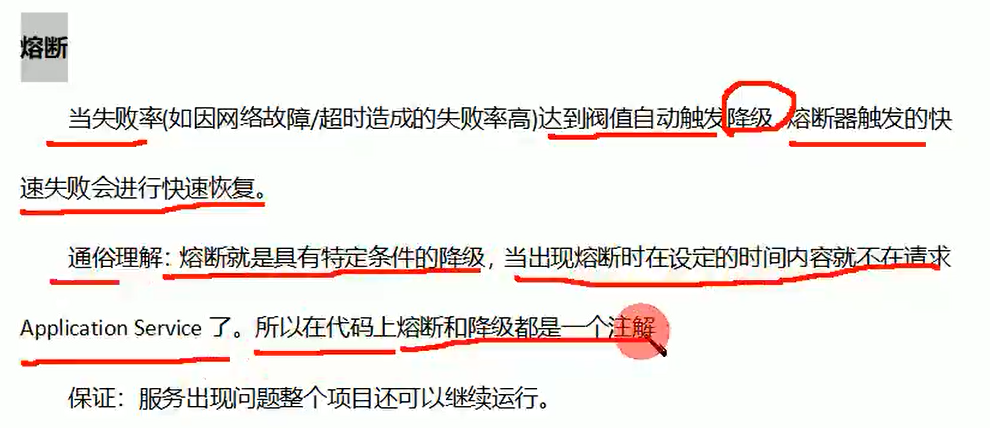 熔断
当失败率(如因网络故障/超时造成的失败率高)达到阀值自动触发降级，熔断器触发的快
速失败会进行快速恢复。
通俗理解：熔断就是具有特定条件的降级，当出现熔断时在设定的时间内容就不在请求
Application Service 了。所以在代码上熔断和降级都是一个注解
保证：服务出现问题整个项目还可以继续运行。